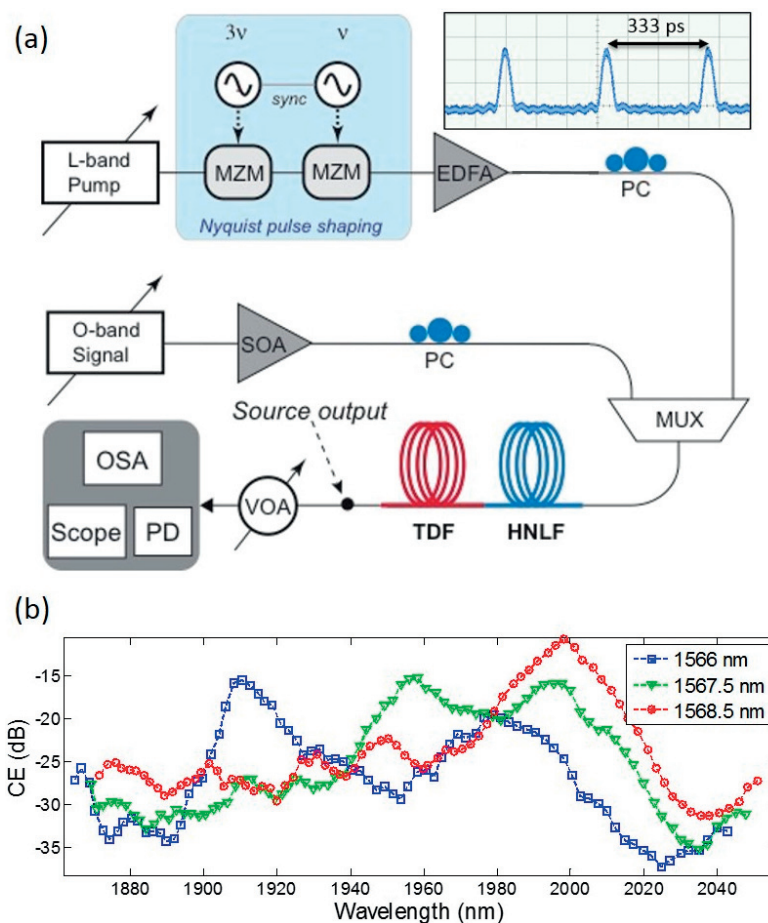 (a)
3ν
ν
sync
MZM
MZM
Nyquist pulse shaping
L-band
Pump
EDFA
333 ps
PC
O-band
Signal
SOA
PC
MUX
Source output
OSA
Scope
PD
VOA
TDF
HNLF
(b)
CE (dB)
-15
-20
-25
-30
-35
1566 nm
1567.5 nm
1568.5 nm
1880
1900
1920
1940
1960
1980
2000
2020
2040
Wavelength (nm)